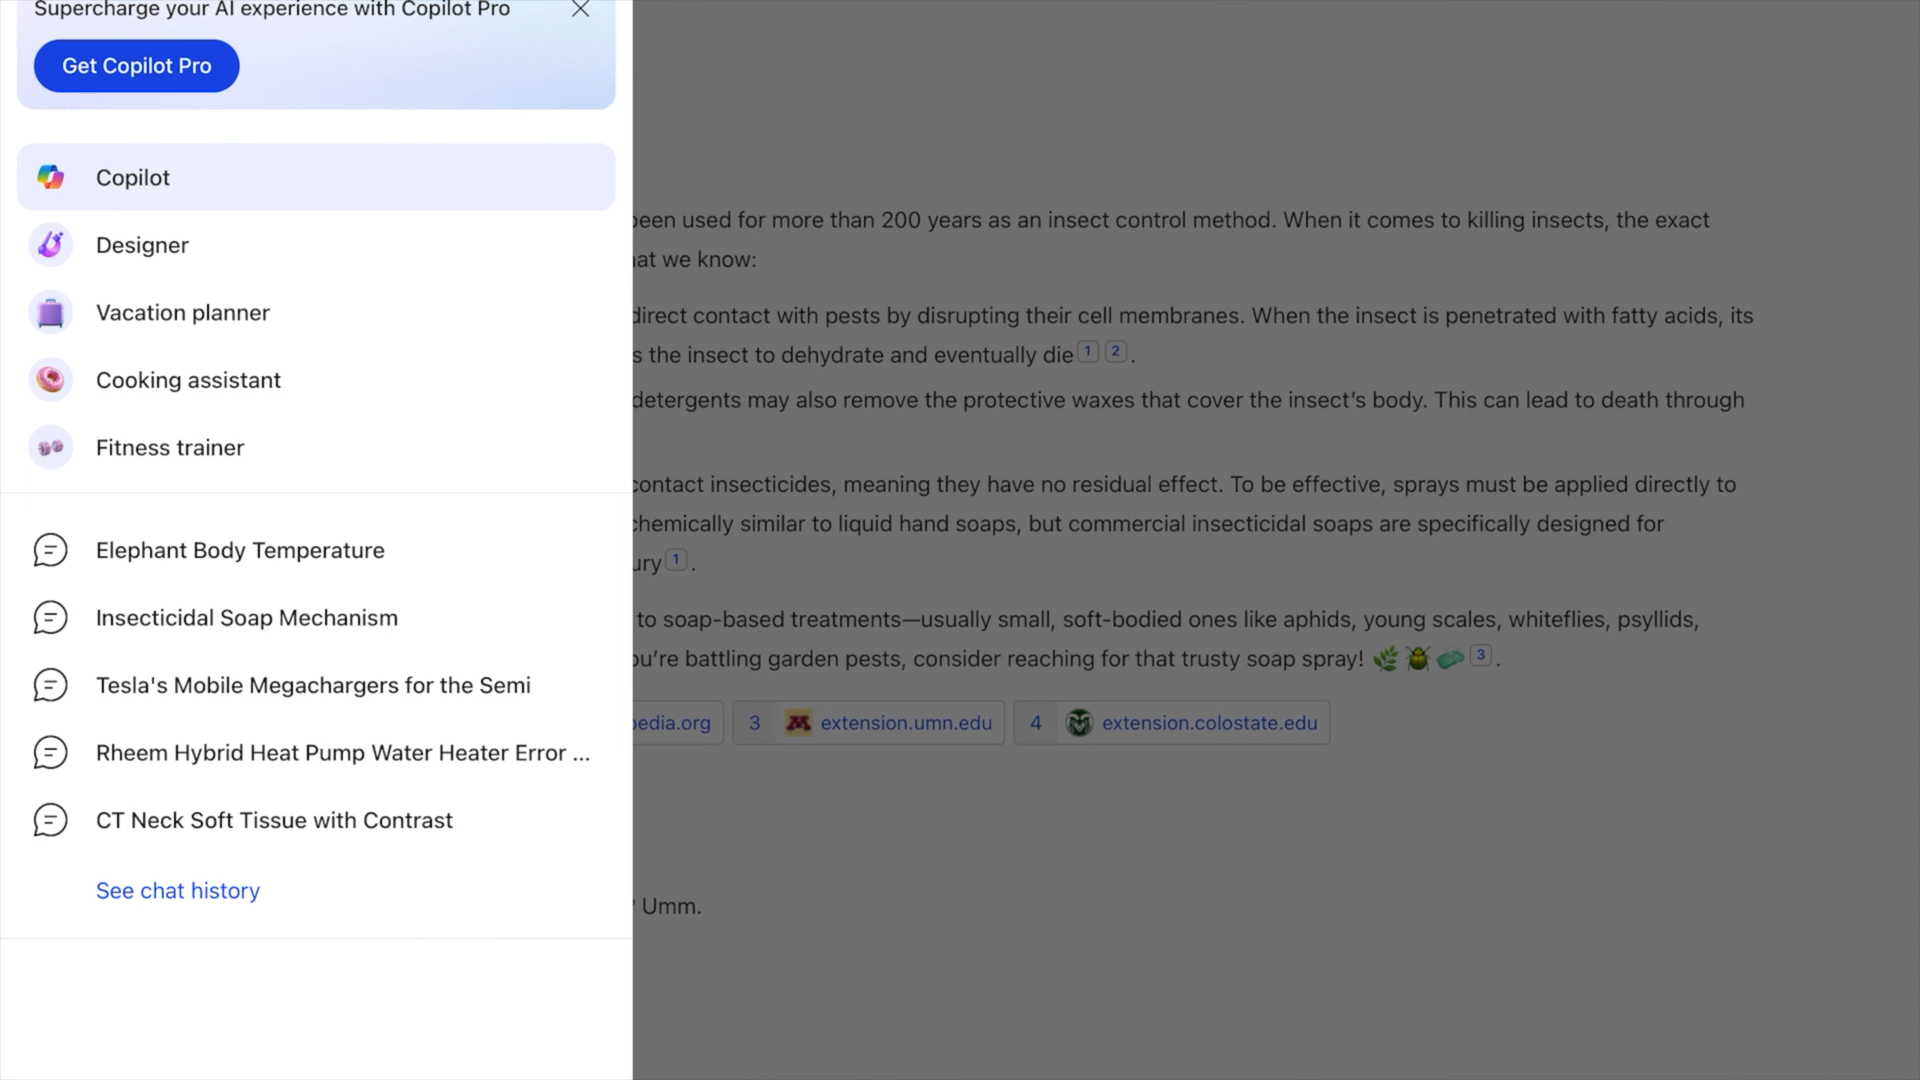 Supercharge your AI experience with Copilot Pro
Get Copilot Pro
Copilot
Designer
Vacation planner
Cooking assistant
Fitness trainer
Elephant Body Temperature
Insecticidal Soap Mechanism
Tesla's Mobile Megachargers for the Semi
Rheem Hybrid Heat Pump Water Heater Error ...
CT Neck Soft Tissue with Contrast
See chat history
been used for more than 200 years as an insect control method. When it comes to killing insects, the exact
we know:
direct contact with pests by disrupting their cell membranes. When the insect is penetrated with fatty acids, its
the insect to dehydrate and eventually die 1 2 .
detergents may also remove the protective waxes that cover the insect’s body. This can lead to death through
contact insecticides, meaning they have no residual effect. To be effective, sprays must be applied directly to
chemically similar to liquid hand soaps, but commercial insecticidal soaps are specifically designed for
1 .
to soap-based treatments—usually small, soft-bodied ones like aphids, young scales, whiteflies, psyllids,
you’re battling garden pests, consider reaching for that trusty soap spray! 🌿🪲🧼 3 .
3 extension.umn.edu
4 extension.colostate.edu
Umm.